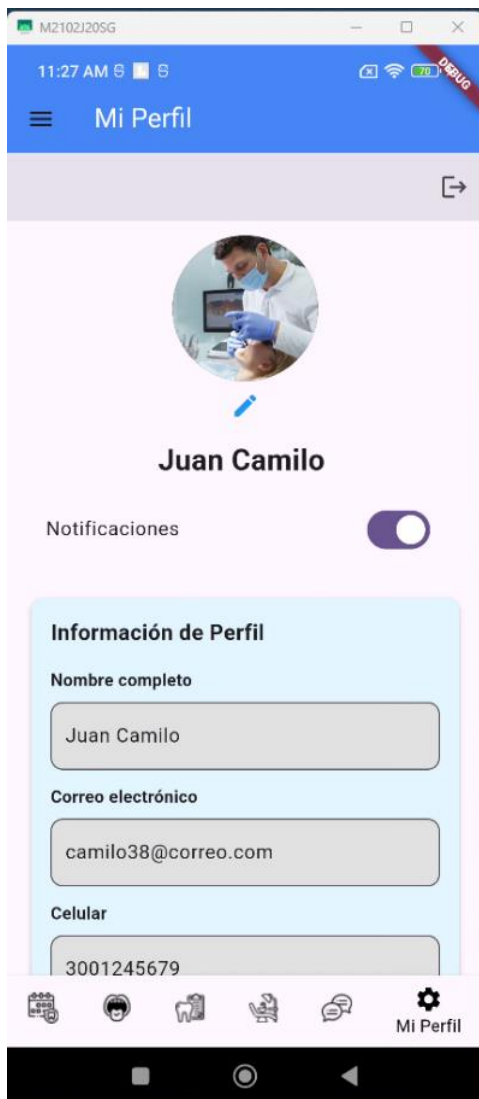 M2102J20SG
11:27 AM
70
DEBUG
Mi Perfil
Juan Camilo
Notificaciones
Información de Perfil
Nombre completo
Juan Camilo
Correo electrónico
camilo38@correo.com
Celular
3001245679
Mi Perfil